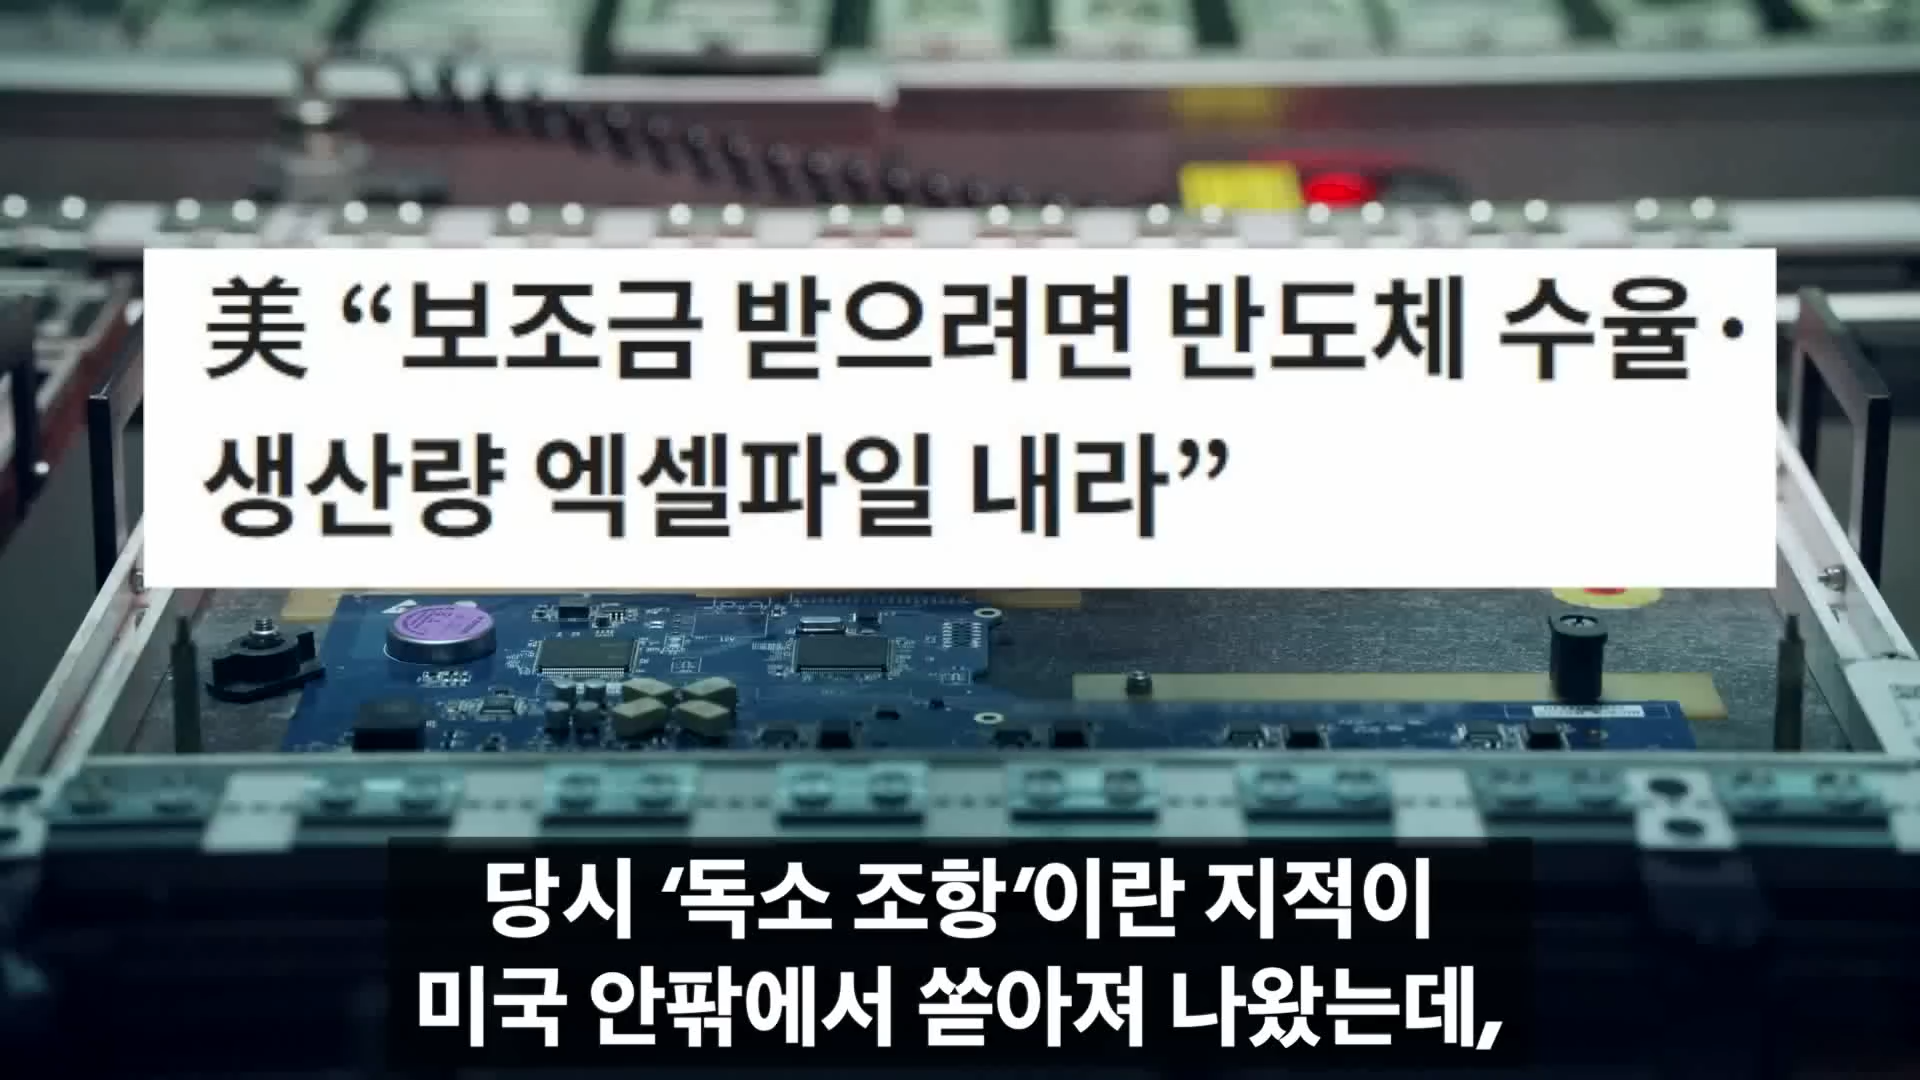 美 “보조금 받으려면 반도체 수율·
생산량 엑셀파일 내라”
당시 ‘독소 조항‘이란 지적이
미국 안팎에서 쏟아져 나왔는데,